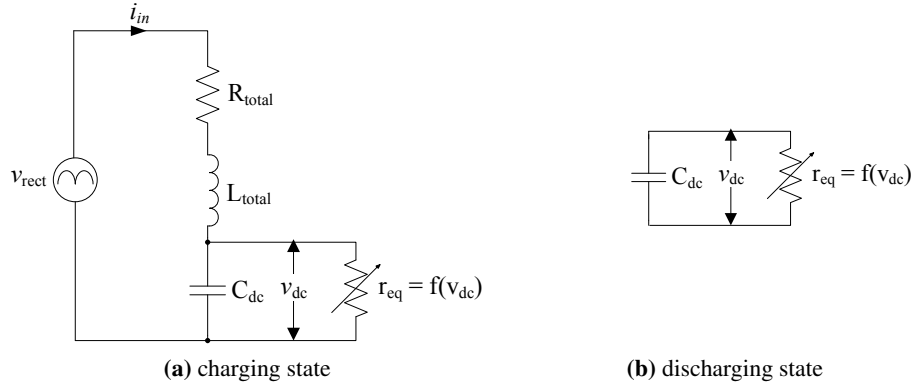 i_in
R_total
v_rect
L_total
C_dc
v_dc
r_eq = f(v_dc)
(a) charging state
C_dc
v_dc
r_eq = f(v_dc)
(b) discharging state